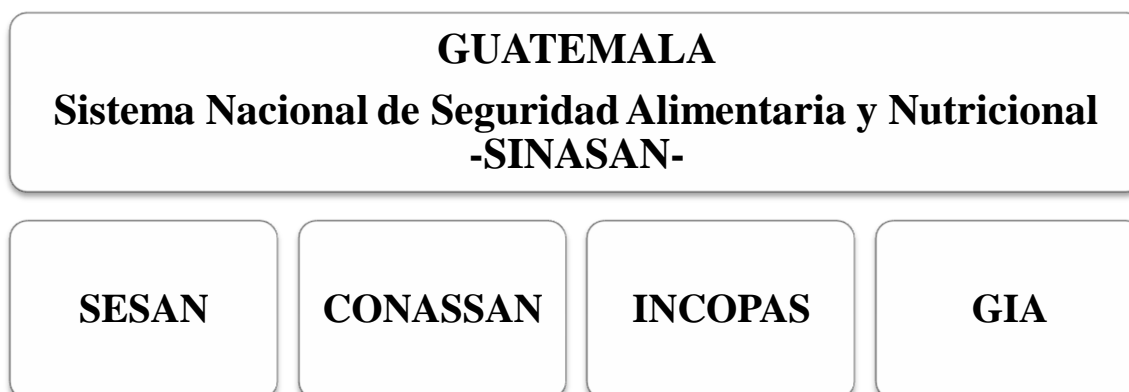 GUATEMALA
Sistema Nacional de Seguridad Alimentaria y Nutricional
-SINASAN-
SESAN
CONASSAN
INCOPAS
GIA